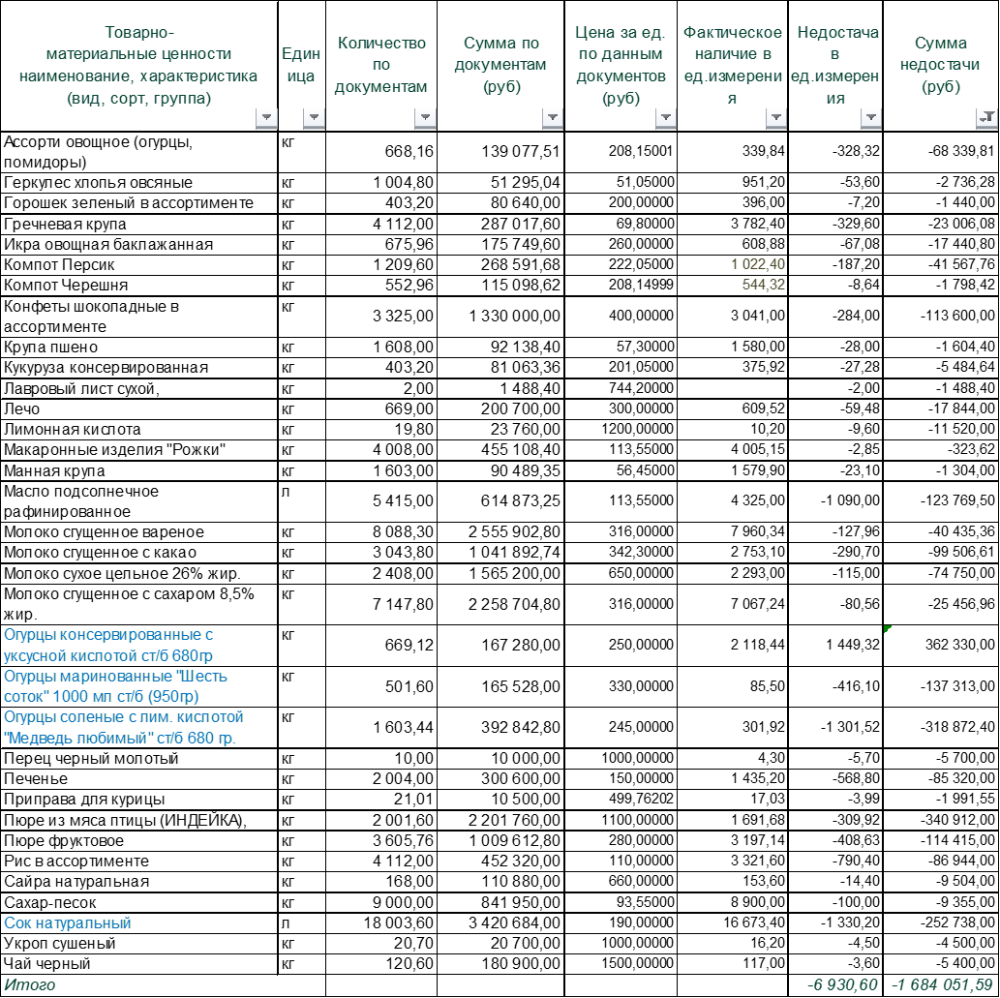 Товарно-
материальные ценности
наименование, характеристика
(вид, сорт, группа)
Един
ица
Количество
по
документам
Сумма по
документам
(руб)
Цена за ед.
по данным
документов
(руб)
Фактическое
наличие в
ед.измерени
я
Недостача
в
ед.измерен
ия
Сумма
недостачи
(руб)
Ассорти овощное (огурцы,
помидоры) кг 668,16 139 077,51 208,15001 339,84 -328,32 -68 339,81
Геркулес хлопья овсяные кг 1 004,80 51 295,04 51,05000 951,20 -53,60 -2 736,28
Горошек зеленый в ассортименте кг 403,20 80 640,00 200,00000 396,00 -7,20 -1 440,00
Гречневая крупа кг 4 112,00 287 017,60 69,80000 3 782,40 -329,60 -23 006,08
Икра овощная баклажанная кг 675,96 175 749,60 260,00000 608,88 -67,08 -17 440,80
Компот Персик кг 1 209,60 268 591,68 222,05000 1 022,40 -187,20 -41 567,76
Компот Черешня кг 552,96 115 098,62 208,14999 544,32 -8,64 -1 798,42
Конфеты шоколадные в
ассортименте кг 3 325,00 1 330 000,00 400,00000 3 041,00 -284,00 -113 600,00
Крупа пшено кг 1 608,00 92 138,40 57,30000 1 580,00 -28,00 -1 604,40
Кукуруза консервированная кг 403,20 81 063,36 201,05000 375,92 -27,28 -5 484,64
Лавровый лист сухой, кг 2,00 1 488,40 744,20000 -2,00 -1 488,40
Лечо кг 669,00 200 700,00 300,00000 609,52 -59,48 -17 844,00
Лимонная кислота кг 19,80 23 760,00 1200,00000 10,20 -9,60 -11 520,00
Макаронные изделия "Рожки" кг 4 008,00 455 108,40 113,55000 4 005,15 -2,85 -323,62
Манная крупа кг 1 603,00 90 489,35 56,45000 1 579,90 -23,10 -1 304,00
Масло подсолнечное
рафинированное л 5 415,00 614 873,25 113,55000 4 325,00 -1 090,00 -123 769,50
Молоко сгущенное вареное кг 8 088,30 2 555 902,80 316,00000 7 960,34 -127,96 -40 435,36
Молоко сгущенное с какао кг 3 043,80 1 041 892,74 342,30000 2 753,10 -290,70 -99 506,61
Молоко сухое цельное 26% жир. кг 2 408,00 1 565 200,00 650,00000 2 293,00 -115,00 -74 750,00
Молоко сгущенное с сахаром 8,5%
жир. кг 7 147,80 2 258 704,80 316,00000 7 067,24 -80,56 -25 456,96
Огурцы консервированные с
уксусной кислотой ст/б 680гр кг 669,12 167 280,00 250,00000 2 118,44 1 449,32 362 330,00
Огурцы маринованные "Шесть
соток" 1000 мл ст/б (950гр) кг 501,60 165 528,00 330,00000 85,50 -416,10 -137 313,00
Огурцы соленые с лим. кислотой
"Медведь любимый" ст/б 680 гр. кг 1 603,44 392 842,80 245,00000 301,92 -1 301,52 -318 872,40
Перец черный молотый кг 10,00 10 000,00 1000,00000 4,30 -5,70 -5 700,00
Печенье кг 2 004,00 300 600,00 150,00000 1 435,20 -568,80 -85 320,00
Приправа для курицы кг 21,01 10 500,00 499,76202 17,03 -3,99 -1 991,55
Пюре из мяса птицы (ИНДЕЙКА), кг 2 001,60 2 201 760,00 1100,00000 1 691,68 -309,92 -340 912,00
Пюре фруктовое кг 3 605,76 1 009 612,80 280,00000 3 197,14 -408,63 -114 415,00
Рис в ассортименте кг 4 112,00 452 320,00 110,00000 3 321,60 -790,40 -86 944,00
Сайра натуральная кг 168,00 110 880,00 660,00000 153,60 -14,40 -9 504,00
Сахар-песок кг 9 000,00 841 950,00 93,55000 8 900,00 -100,00 -9 355,00
Сок натуральный л 18 003,60 3 420 684,00 190,00000 16 673,40 -1 330,20 -252 738,00
Укроп сушеный кг 20,70 20 700,00 1000,00000 16,20 -4,50 -4 500,00
Чай черный кг 120,60 180 900,00 1500,00000 117,00 -3,60 -5 400,00
Итого -6 930,60 -1 684 051,59